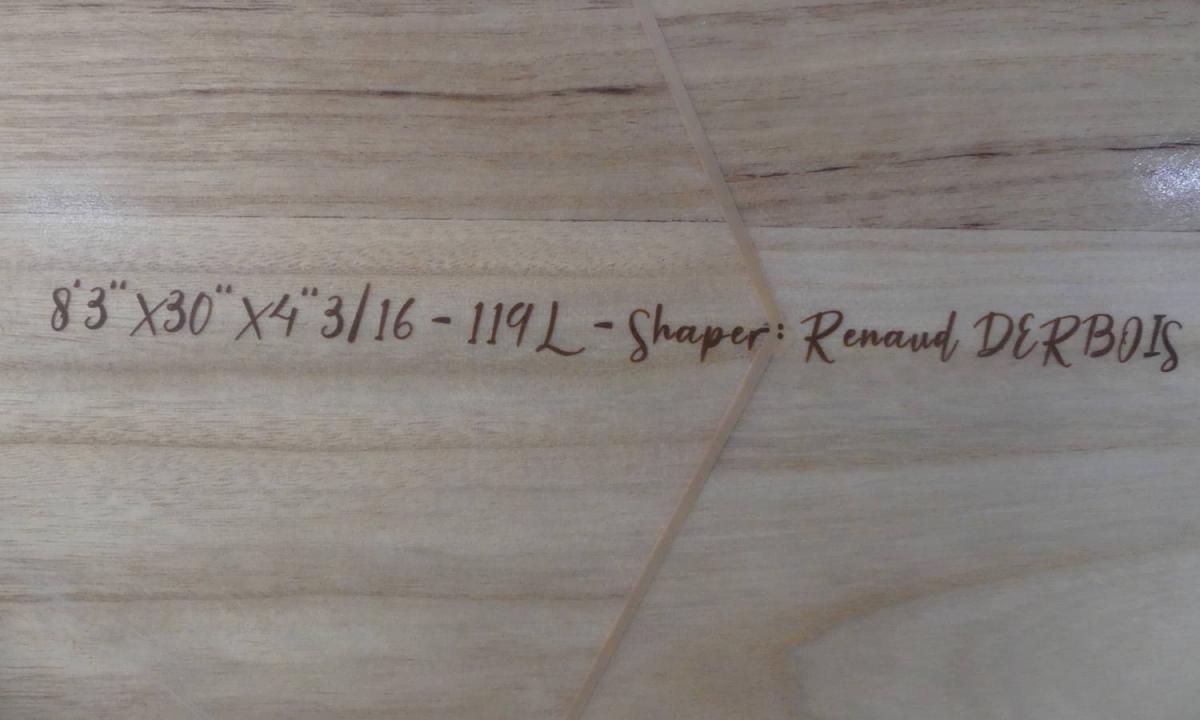 8'3" X30" X4"3/16 - 119L - Shaper: Renaud DERBOIS